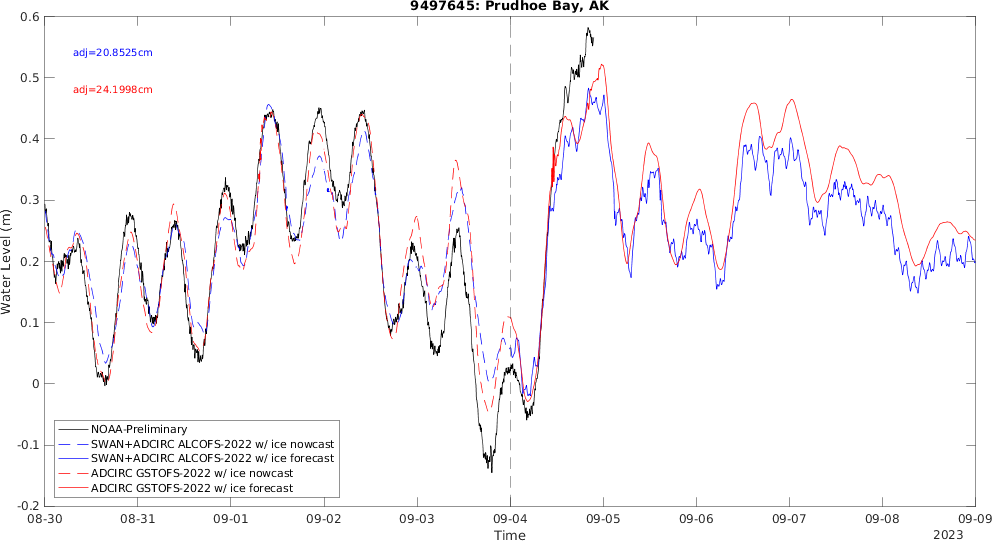 9497645: Prudhoe Bay, AK
adj=20.8525cm
adj=24.1998cm
Water Level (m)
0.6
0.5
0.4
0.3
0.2
0.1
0
-0.1
-0.2
NOAA-Preliminary
SWAN+ADCIRC ALCOFS-2022 w/ ice nowcast
SWAN+ADCIRC ALCOFS-2022 w/ ice forecast
ADCIRC GSTOFS-2022 w/ ice nowcast
ADCIRC GSTOFS-2022 w/ ice forecast
08-30 08-31 09-01 09-02 09-03 09-04 09-05 09-06 09-07 09-08 09-09
Time
2023